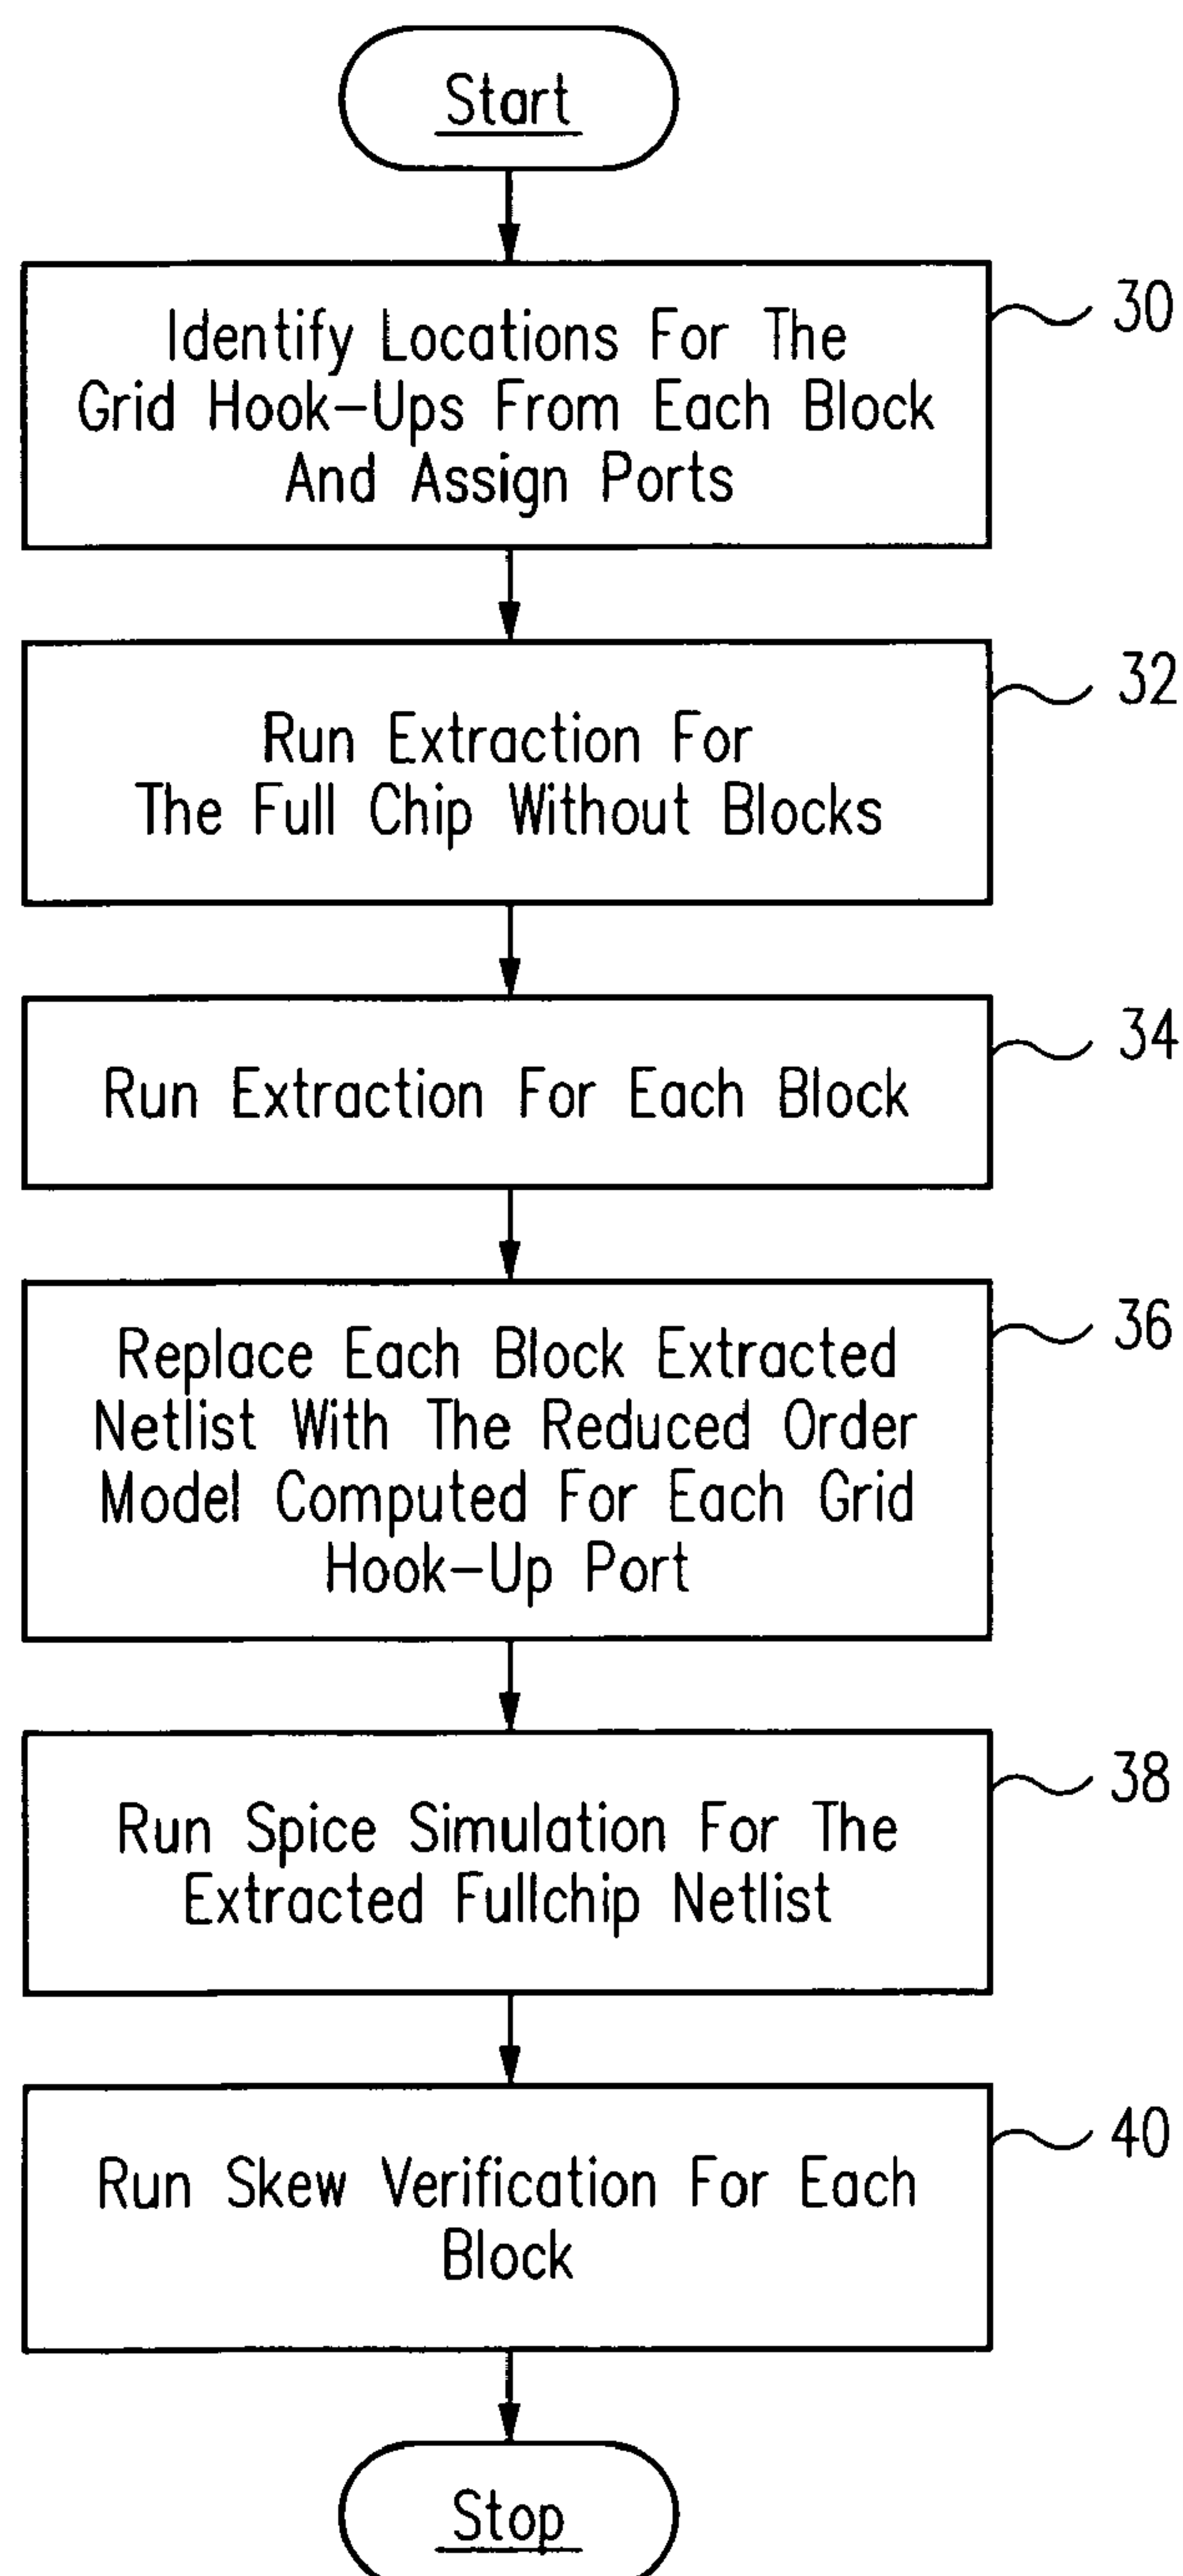 Start
30
Identify Locations For The
Grid Hook-Ups From Each Block
And Assign Ports
32
Run Extraction For
The Full Chip Without Blocks
34
Run Extraction For Each Block
36
Replace Each Block Extracted
Netlist With The Reduced Order
Model Computed For Each Grid
Hook-Up Port
38
Run Spice Simulation For The
Extracted Fullchip Netlist
40
Run Skew Verification For Each
Block
Stop